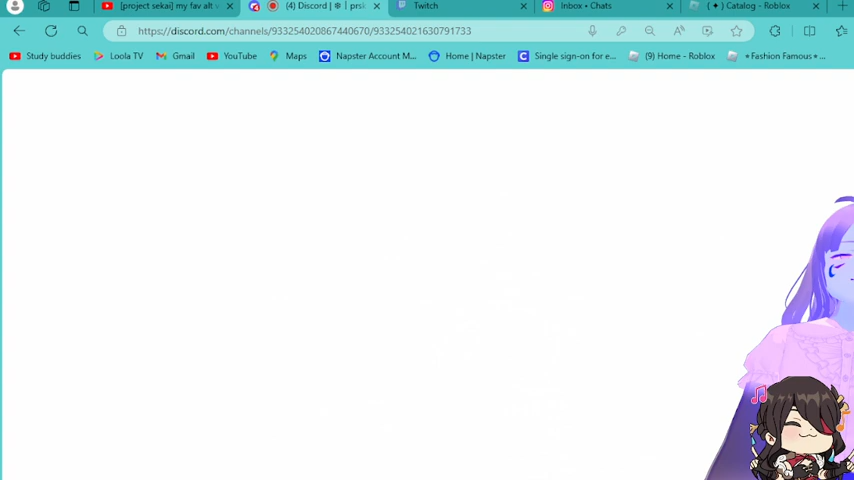 [project sekai] my fav alt v
(4) Discord | ❄ | prsk
Twitch
Inbox • Chats
( ✦ ) Catalog - Roblox
https://discord.com/channels/933254020867440670/933254021630791733
Study buddies
Loola TV
Gmail
YouTube
Maps
Napster Account M...
Home | Napster
Single sign-on for e...
(9) Home - Roblox
★Fashion Famous★...